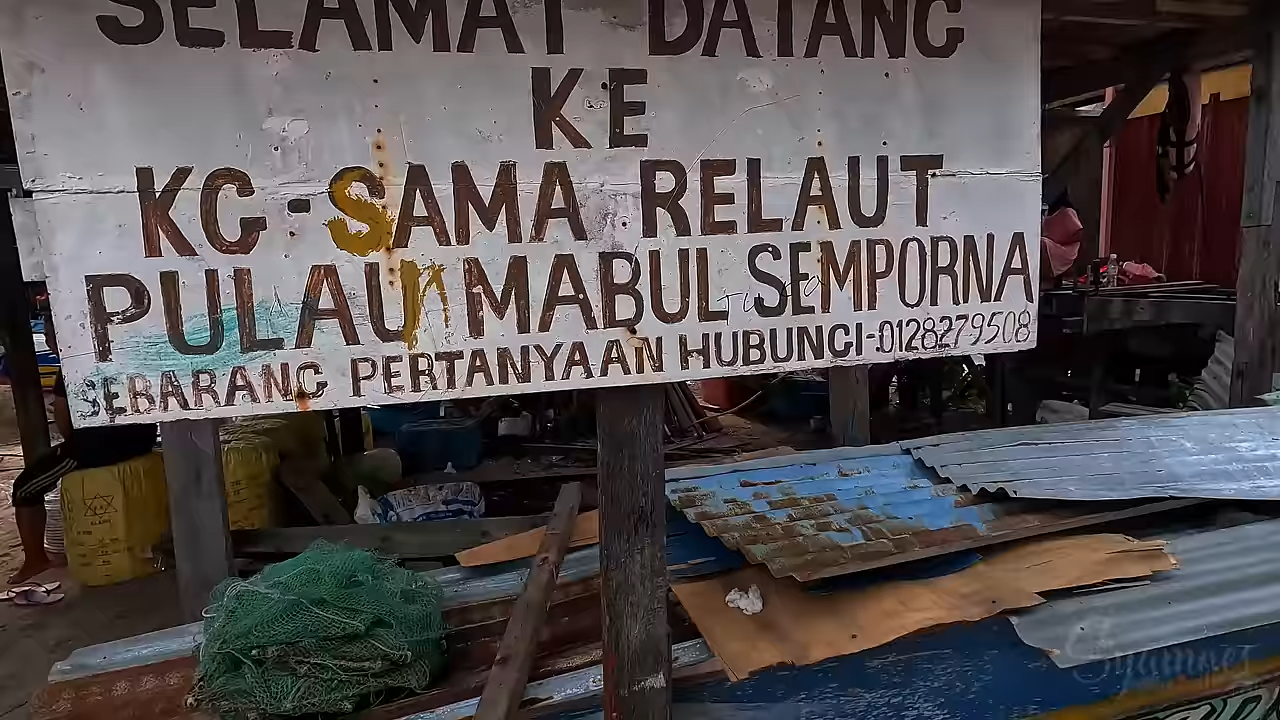 SELAMAT DATANG
KE
KG-SAMA RELAUT
PULAU MABUL SEMPORNA
SEBARANG PERTANYAAN HUBUNGI-0128279508